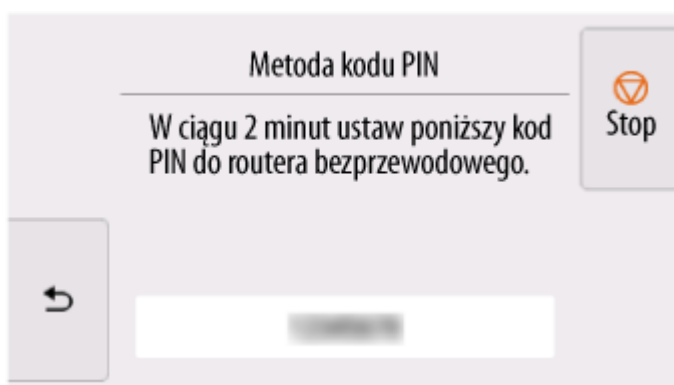 Metoda kodu PIN
W ciągu 2 minut ustaw poniższy kod
PIN do routera bezprzewodowego.
Stop